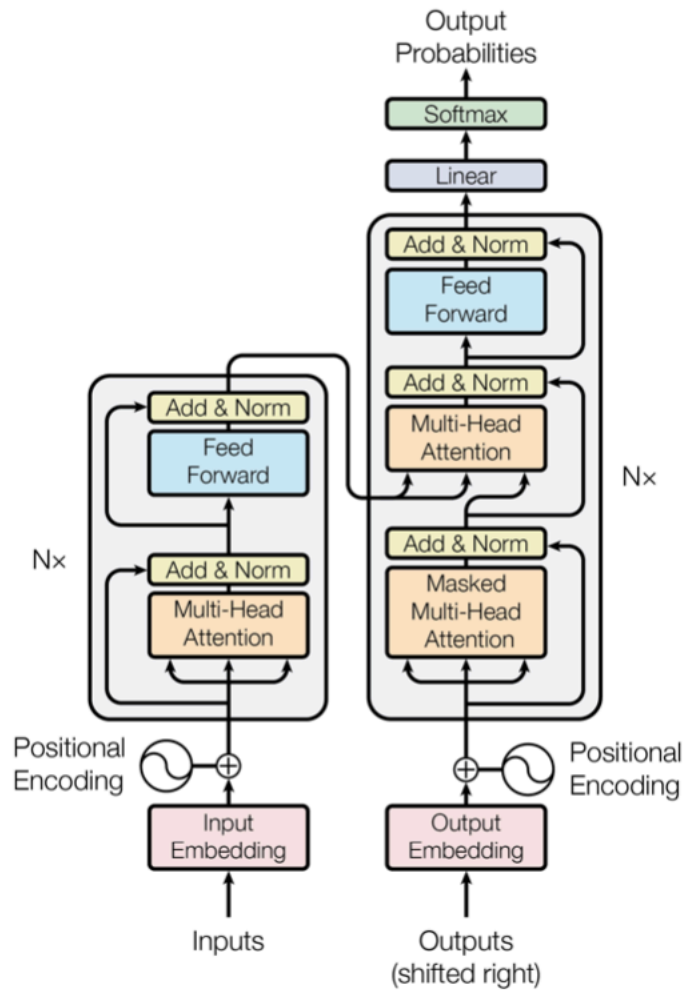 Output
Probabilities
Softmax
Linear
Add & Norm
Feed
Forward
Add & Norm
Multi-Head
Attention
Add & Norm
Masked
Multi-Head
Attention
Nx
Add & Norm
Feed
Forward
Add & Norm
Multi-Head
Attention
Nx
Positional
Encoding
Positional
Encoding
Input
Embedding
Output
Embedding
Inputs
Outputs
(shifted right)